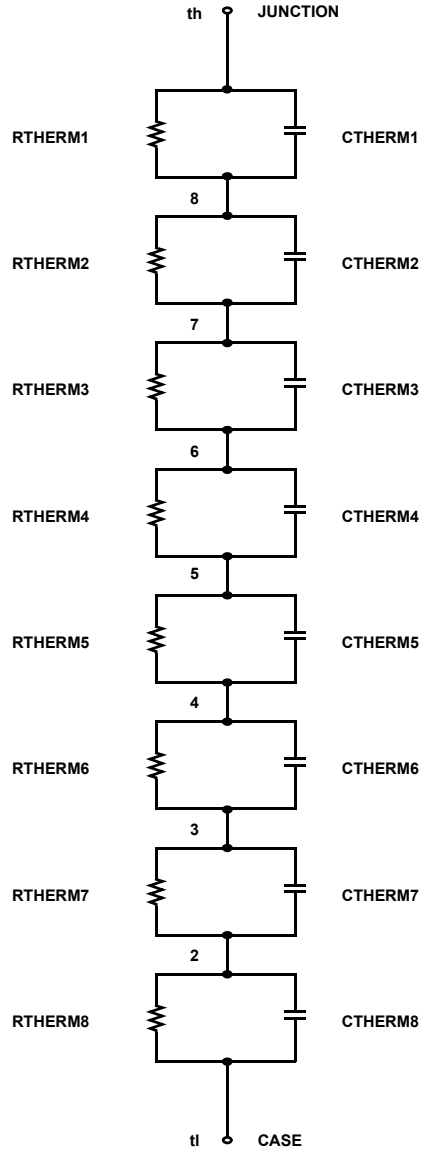 th JUNCTION
RTHERM1 CTHERM1
8
RTHERM2 CTHERM2
7
RTHERM3 CTHERM3
6
RTHERM4 CTHERM4
5
RTHERM5 CTHERM5
4
RTHERM6 CTHERM6
3
RTHERM7 CTHERM7
2
RTHERM8 CTHERM8
tl CASE